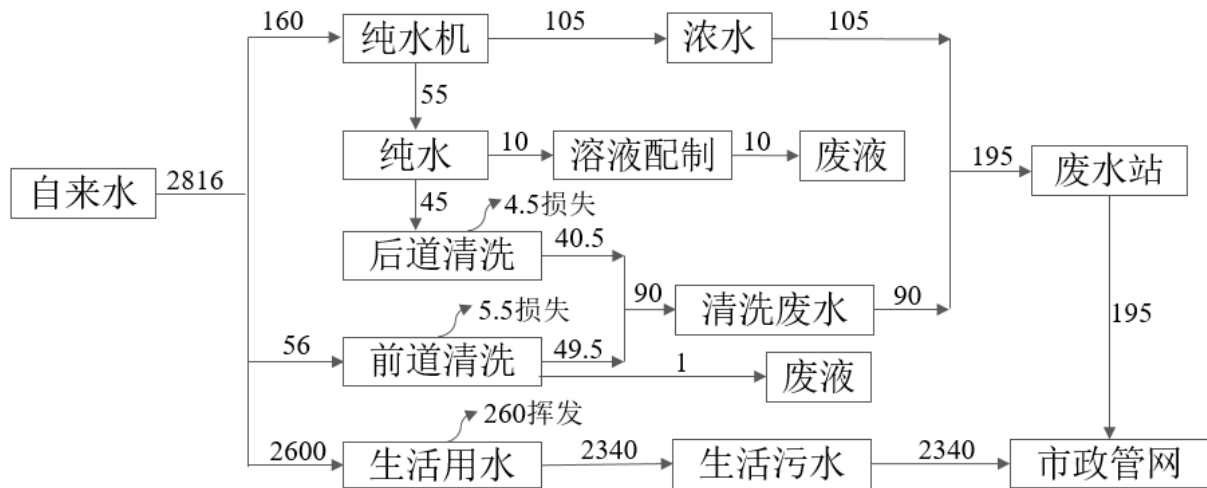 160 纯水机 105 浓水 105
55
纯水 10 溶液配制 10 废液 195 废水站
自来水 2816
45 4.5损失
后道清洗 40.5
90 清洗废水 90
5.5损失 195
56 前道清洗 49.5
1 废液
260挥发
2600 生活用水 2340 生活污水 2340 市政管网